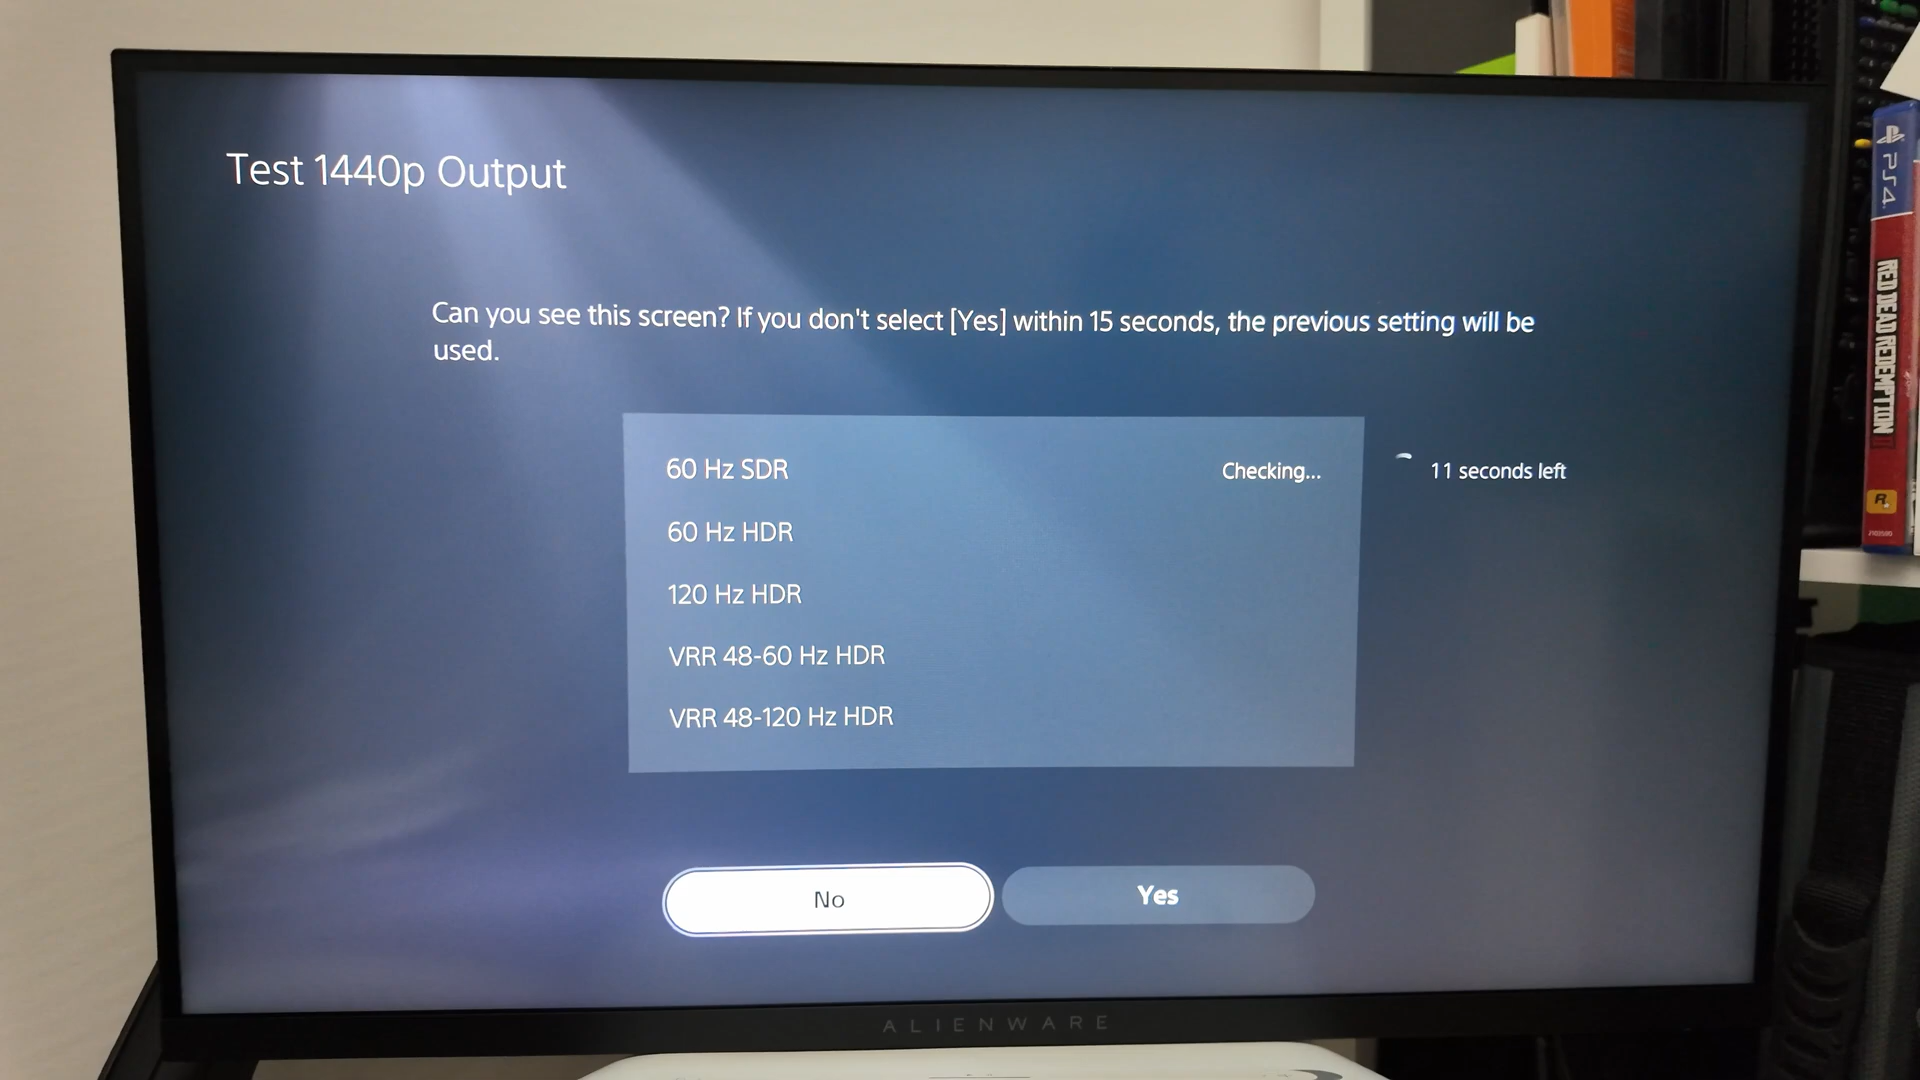 Test 1440p Output
Can you see this screen? If you don't select [Yes] within 15 seconds, the previous setting will be
used.
60 Hz SDR Checking... 11 seconds left
60 Hz HDR
120 Hz HDR
VRR 48-60 Hz HDR
VRR 48-120 Hz HDR
No Yes
ALIENWARE
PS4
RED DEAD REDEMPTION II
R